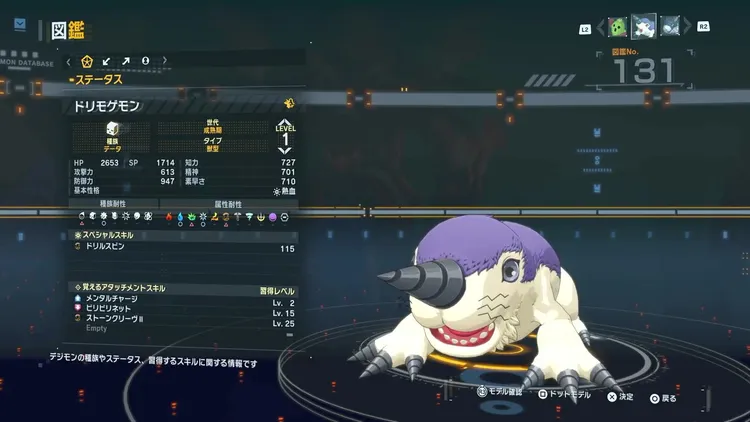 図鑑
L2
R2
図鑑No.
131
MON DATABASE
ステータス
ドリモゲモン
種族
データ
世代
成熟期
タイプ
獣型
LEVEL
1
HP 2653 SP 1714 知力 727
攻撃力 613 精神 701
防御力 947 素早さ 710
基本性格 熱血
種族耐性 属性耐性
スペシャルスキル
ドリルスピン 115
覚えるアタッチメントスキル 習得レベル
メンタルチャージ Lv. 2
ビリビリネット Lv. 15
ストーンクリーヴⅡ Lv. 25
Empty
デジモンの種族やステータス、習得するスキルに関する情報です
モデル確認 ドットモデル 決定 戻る